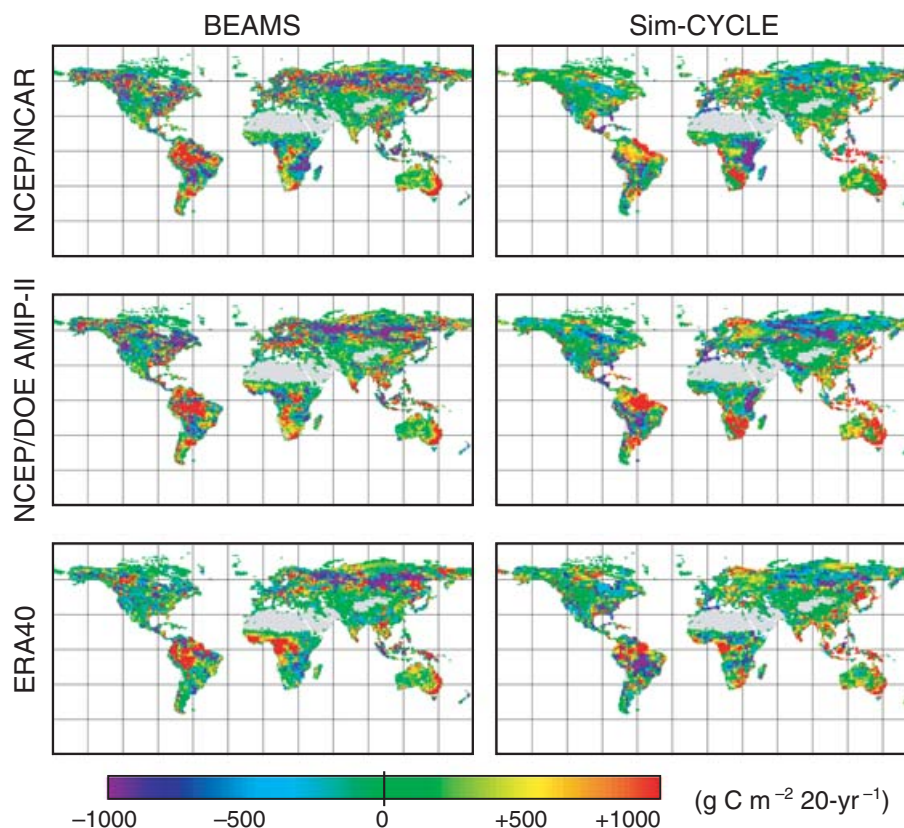 BEAMS
Sim-CYCLE
NCEP/NCAR
NCEP/DOE AMIP-II
ERA40
−1000
−500
0
+500
+1000
(g C m⁻² 20-yr⁻¹)